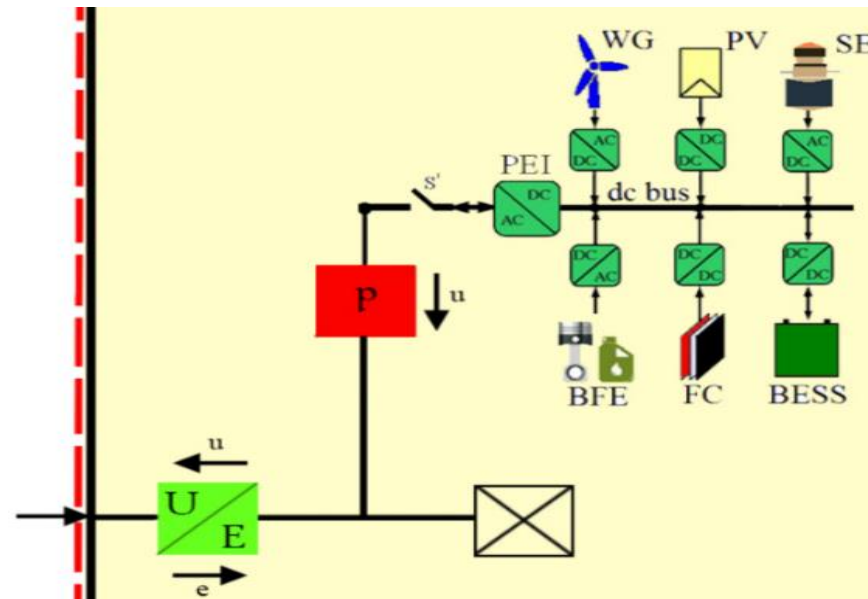 WG PV SE
AC DC AC
DC DC DC
PEI
S'
DC
AC
dc bus
DC DC DC
AC DC DC
p
u
BFE FC BESS
u
U
E
e